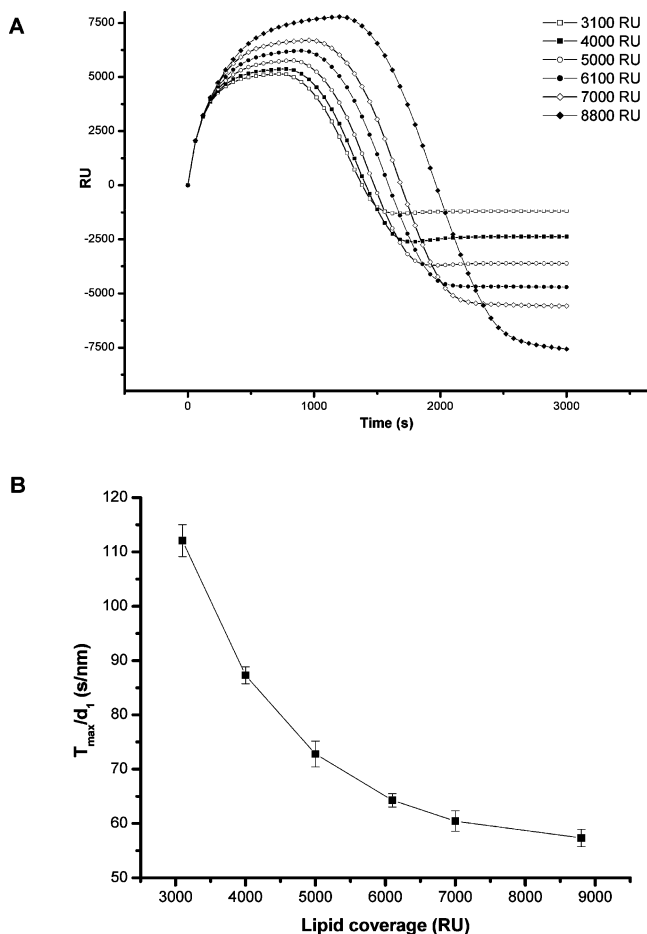 A
7500
5000
2500
0
-2500
-5000
-7500
RU
3100 RU
4000 RU
5000 RU
6100 RU
7000 RU
8800 RU
0 1000 2000 3000
Time (s)
B
120
110
100
90
80
70
60
50
Tmax/d1 (s/nm)
3000 4000 5000 6000 7000 8000 9000
Lipid coverage (RU)